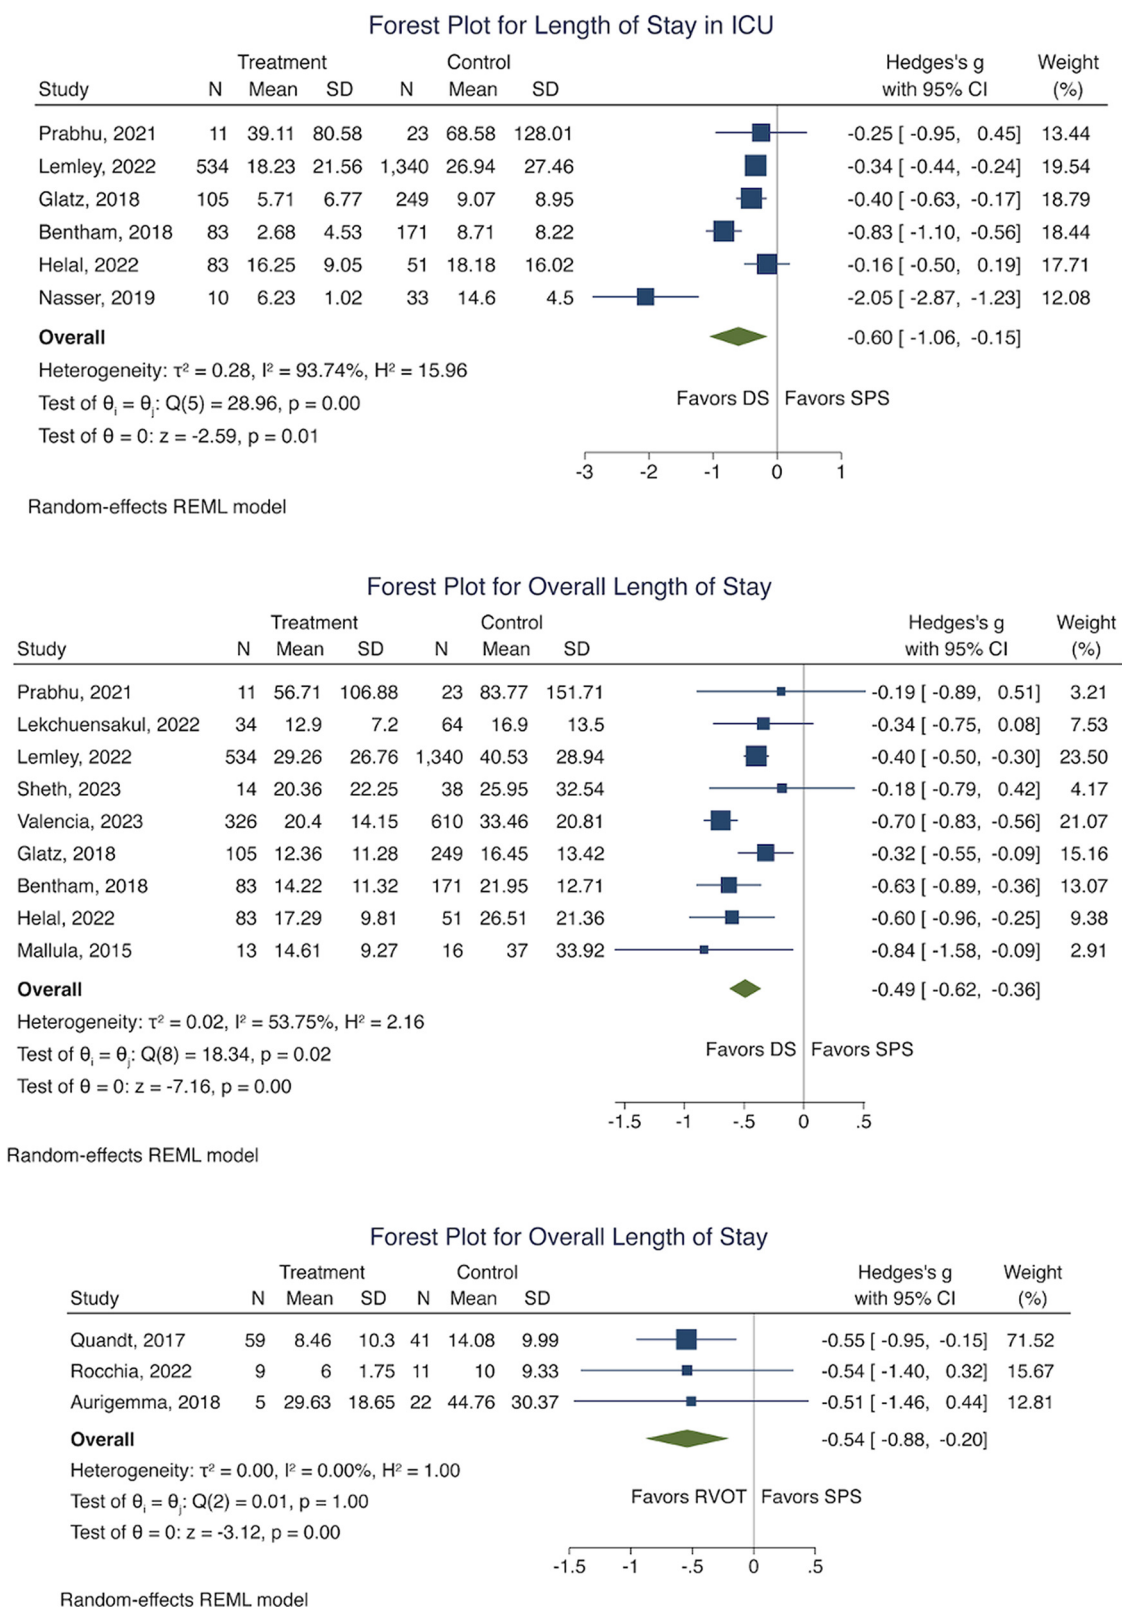 Forest Plot for Length of Stay in ICU
Treatment Control Hedges's g Weight
Study N Mean SD N Mean SD with 95% CI (%)
Prabhu, 2021 11 39.11 80.58 23 68.58 128.01 -0.25 [ -0.95, 0.45] 13.44
Lemley, 2022 534 18.23 21.56 1,340 26.94 27.46 -0.34 [ -0.44, -0.24] 19.54
Glatz, 2018 105 5.71 6.77 249 9.07 8.95 -0.40 [ -0.63, -0.17] 18.79
Bentham, 2018 83 2.68 4.53 171 8.71 8.22 -0.83 [ -1.10, -0.56] 18.44
Helal, 2022 83 16.25 9.05 51 18.18 16.02 -0.16 [ -0.50, 0.19] 17.71
Nasser, 2019 10 6.23 1.02 33 14.6 4.5 -2.05 [ -2.87, -1.23] 12.08
Overall -0.60 [ -1.06, -0.15]
Heterogeneity: τ² = 0.28, I² = 93.74%, H² = 15.96
Favors DS Favors SPS
Test of θᵢ = θⱼ: Q(5) = 28.96, p = 0.00
Test of θ = 0: z = -2.59, p = 0.01
-3 -2 -1 0 1
Random-effects REML model
Forest Plot for Overall Length of Stay
Treatment Control Hedges's g Weight
Study N Mean SD N Mean SD with 95% CI (%)
Prabhu, 2021 11 56.71 106.88 23 83.77 151.71 -0.19 [ -0.89, 0.51] 3.21
Lekchuensakul, 2022 34 12.9 7.2 64 16.9 13.5 -0.34 [ -0.75, 0.08] 7.53
Lemley, 2022 534 29.26 26.76 1,340 40.53 28.94 -0.40 [ -0.50, -0.30] 23.50
Sheth, 2023 14 20.36 22.25 38 25.95 32.54 -0.18 [ -0.79, 0.42] 4.17
Valencia, 2023 326 20.4 14.15 610 33.46 20.81 -0.70 [ -0.83, -0.56] 21.07
Glatz, 2018 105 12.36 11.28 249 16.45 13.42 -0.32 [ -0.55, -0.09] 15.16
Bentham, 2018 83 14.22 11.32 171 21.95 12.71 -0.63 [ -0.89, -0.36] 13.07
Helal, 2022 83 17.29 9.81 51 26.51 21.36 -0.60 [ -0.96, -0.25] 9.38
Mallula, 2015 13 14.61 9.27 16 37 33.92 -0.84 [ -1.58, -0.09] 2.91
Overall -0.49 [ -0.62, -0.36]
Heterogeneity: τ² = 0.02, I² = 53.75%, H² = 2.16
Favors DS Favors SPS
Test of θᵢ = θⱼ: Q(8) = 18.34, p = 0.02
Test of θ = 0: z = -7.16, p = 0.00
-1.5 -1 -.5 0 .5
Random-effects REML model
Forest Plot for Overall Length of Stay
Treatment Control Hedges's g Weight
Study N Mean SD N Mean SD with 95% CI (%)
Quandt, 2017 59 8.46 10.3 41 14.08 9.99 -0.55 [ -0.95, -0.15] 71.52
Rocchia, 2022 9 6 1.75 11 10 9.33 -0.54 [ -1.40, 0.32] 15.67
Aurigemma, 2018 5 29.63 18.65 22 44.76 30.37 -0.51 [ -1.46, 0.44] 12.81
Overall -0.54 [ -0.88, -0.20]
Heterogeneity: τ² = 0.00, I² = 0.00%, H² = 1.00
Favors RVOT Favors SPS
Test of θᵢ = θⱼ: Q(2) = 0.01, p = 1.00
Test of θ = 0: z = -3.12, p = 0.00
-1.5 -1 -.5 0 .5
Random-effects REML model